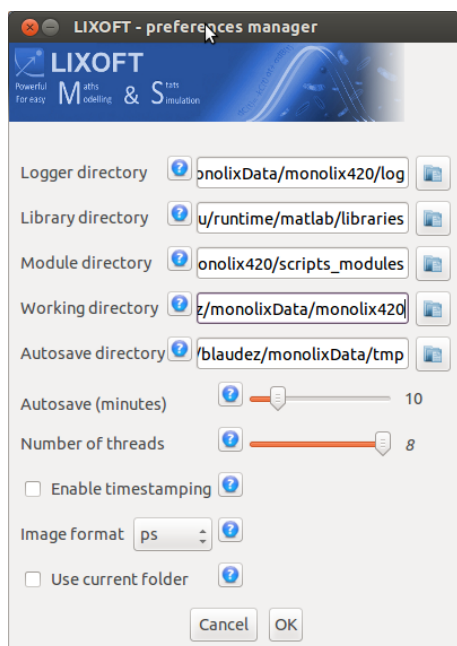 LIXOFT - preferences manager
LIXOFT
Powerful Maths Stats
For easy Modelling & Simulation
Logger directory onolixData/monolix420/log
Library directory u/runtime/matlab/libraries
Module directory onolix420/scripts_modules
Working directory z/monolixData/monolix420
Autosave directory /blaudez/monolixData/tmp
Autosave (minutes) 10
Number of threads 8
Enable timestamping
Image format ps
Use current folder
Cancel OK